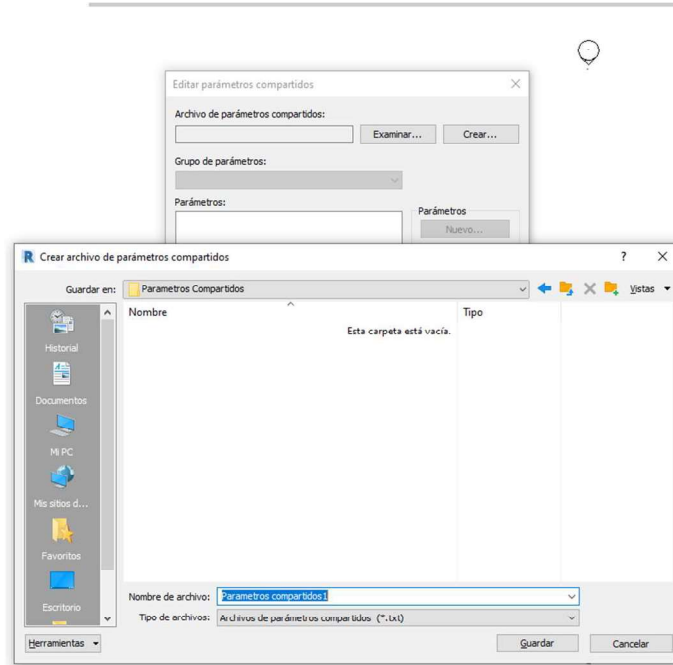 Editar parámetros compartidos
Archivo de parámetros compartidos:
Examinar... Crear...
Grupo de parámetros:
Parámetros:
Parámetros
Nuevo...
R Crear archivo de parámetros compartidos ?
Guardar en: Parametros Compartidos Vistas
Nombre Tipo
Esta carpeta está vacía.
Historial
Documentos
Mi PC
Mis sitios d...
Favoritos
Escritorio
Nombre de archivo: Parametros compartidos1
Tipo de archivos: Archivos de parámetros compartidos (*.txt)
Herramientas Guardar Cancelar